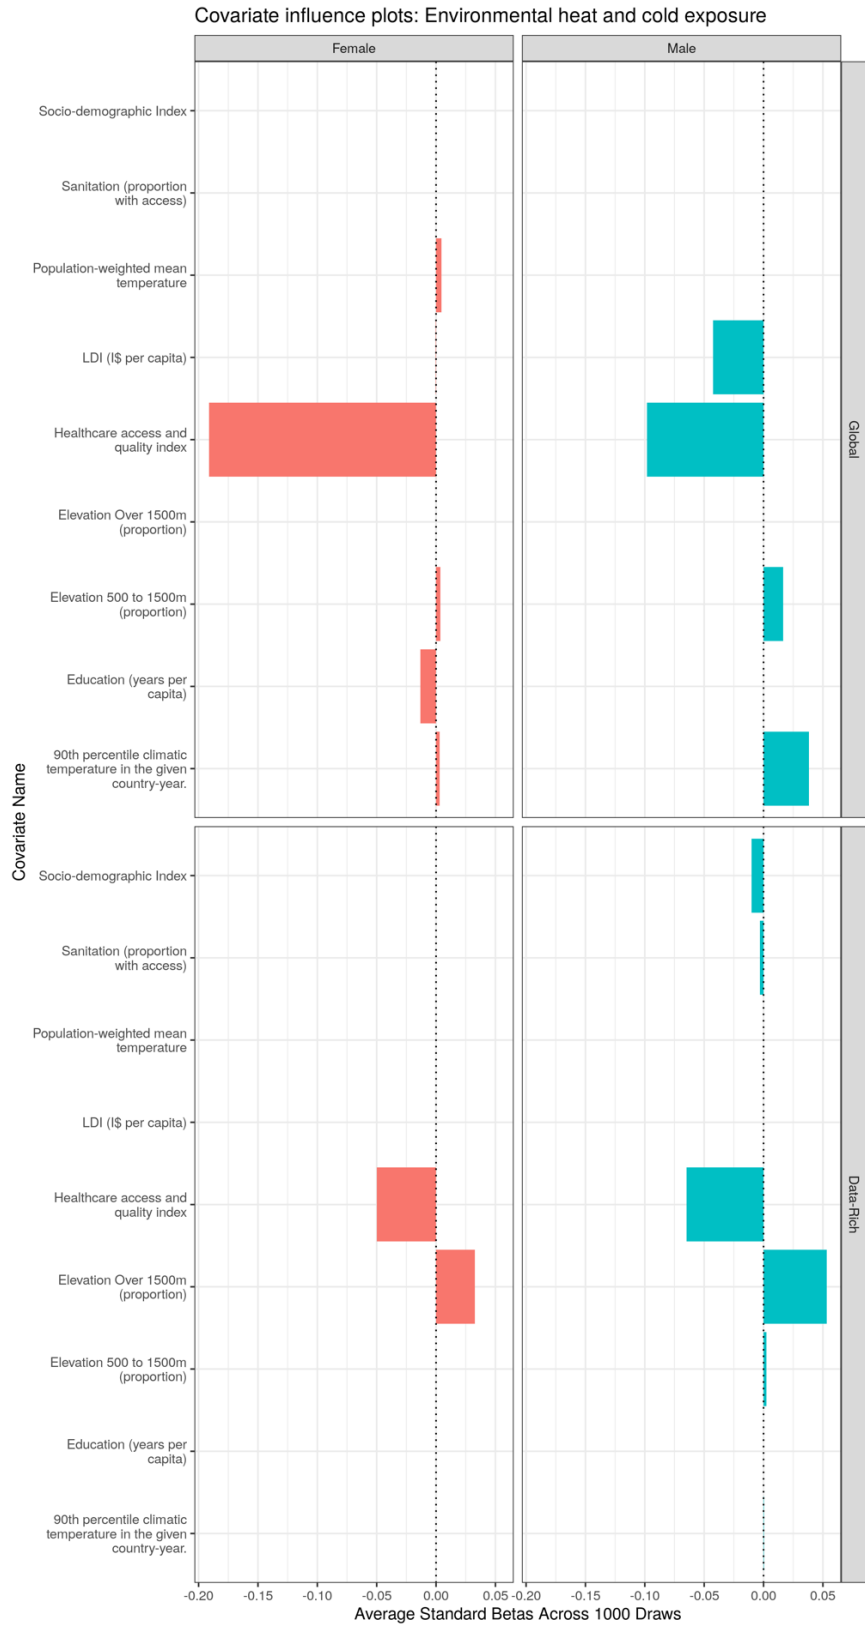 Covariate influence plots: Environmental heat and cold exposure
Female
Male
Socio-demographic Index
Sanitation (proportion
with access)
Population-weighted mean
temperature
LDI (I$ per capita)
Healthcare access and
quality index
Elevation Over 1500m
(proportion)
Elevation 500 to 1500m
(proportion)
Education (years per
capita)
90th percentile climatic
temperature in the given
country-year.
Global
Covariate Name
Socio-demographic Index
Sanitation (proportion
with access)
Population-weighted mean
temperature
LDI (I$ per capita)
Healthcare access and
quality index
Elevation Over 1500m
(proportion)
Elevation 500 to 1500m
(proportion)
Education (years per
capita)
90th percentile climatic
temperature in the given
country-year.
Data-Rich
-0.20 -0.15 -0.10 -0.05 0.00 0.05
-0.20 -0.15 -0.10 -0.05 0.00 0.05
Average Standard Betas Across 1000 Draws